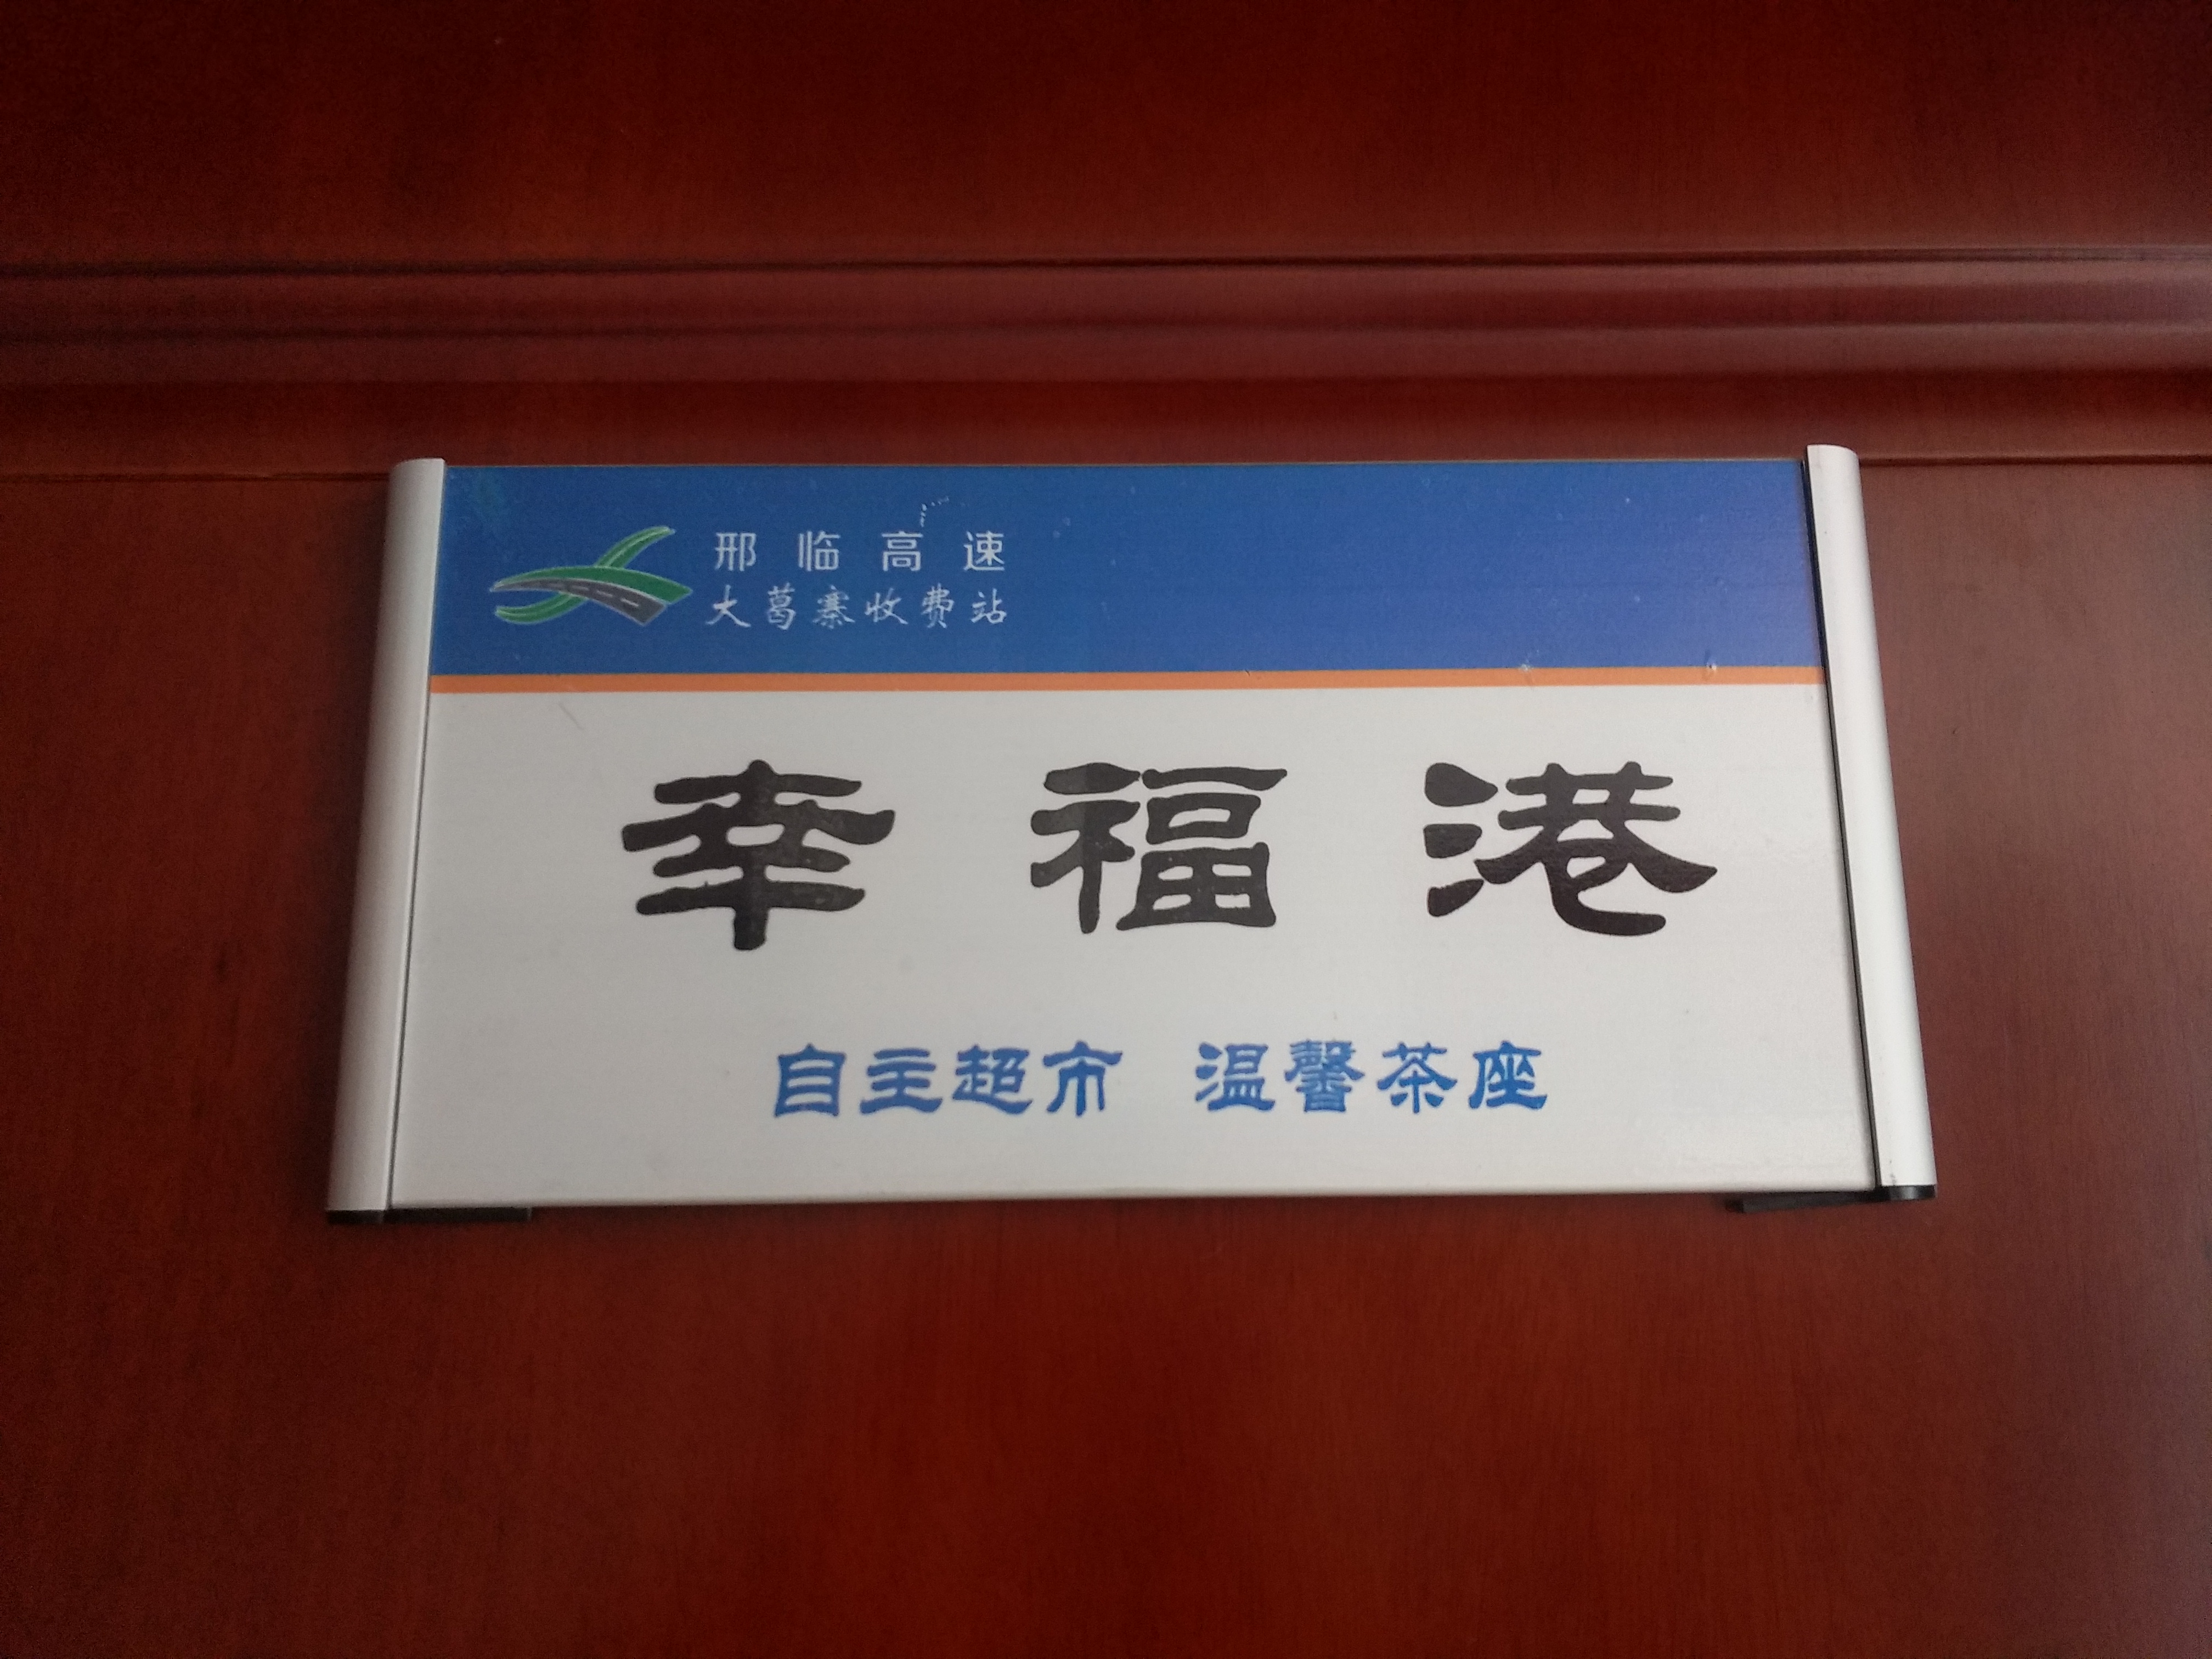 邢临高速
大葛寨收费站
幸福港
自主超市 温馨茶座